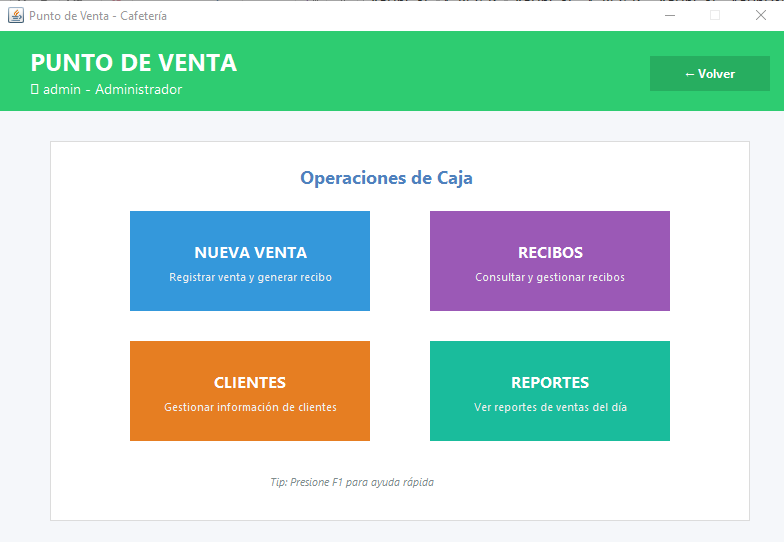 Punto de Venta - Cafetería
PUNTO DE VENTA
▯ admin - Administrador
← Volver
Operaciones de Caja
NUEVA VENTA
Registrar venta y generar recibo
RECIBOS
Consultar y gestionar recibos
CLIENTES
Gestionar información de clientes
REPORTES
Ver reportes de ventas del día
Tip: Presione F1 para ayuda rápida